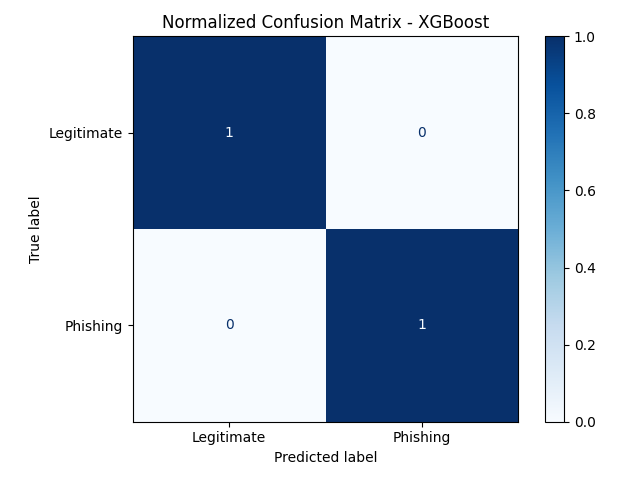 Normalized Confusion Matrix - XGBoost
1.0
Legitimate
1
0
0.8
0.6
True label
0.4
Phishing
0
1
0.2
0.0
Legitimate
Phishing
Predicted label